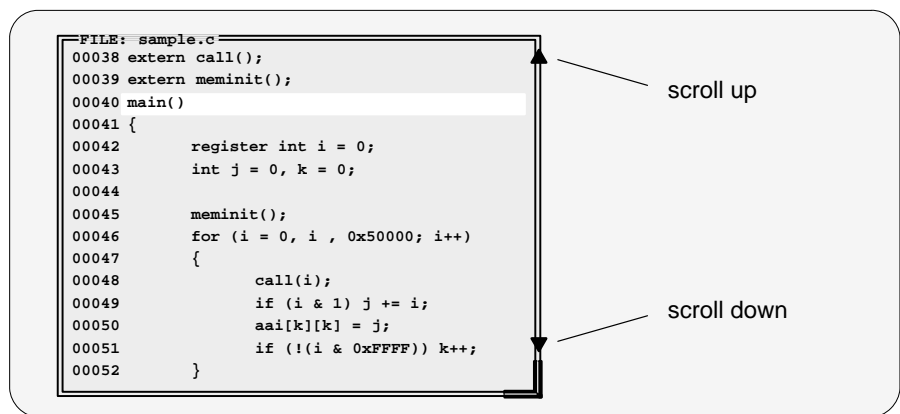 FILE: sample.c
00038 extern call();
00039 extern meminit();
00040 main()
00041 {
00042 register int i = 0;
00043 int j = 0, k = 0;
00044
00045 meminit();
00046 for (i = 0, i , 0x50000; i++)
00047 {
00048 call(i);
00049 if (i & 1) j += i;
00050 aai[k][k] = j;
00051 if (!(i & 0xFFFF)) k++;
00052 }
scroll up
scroll down